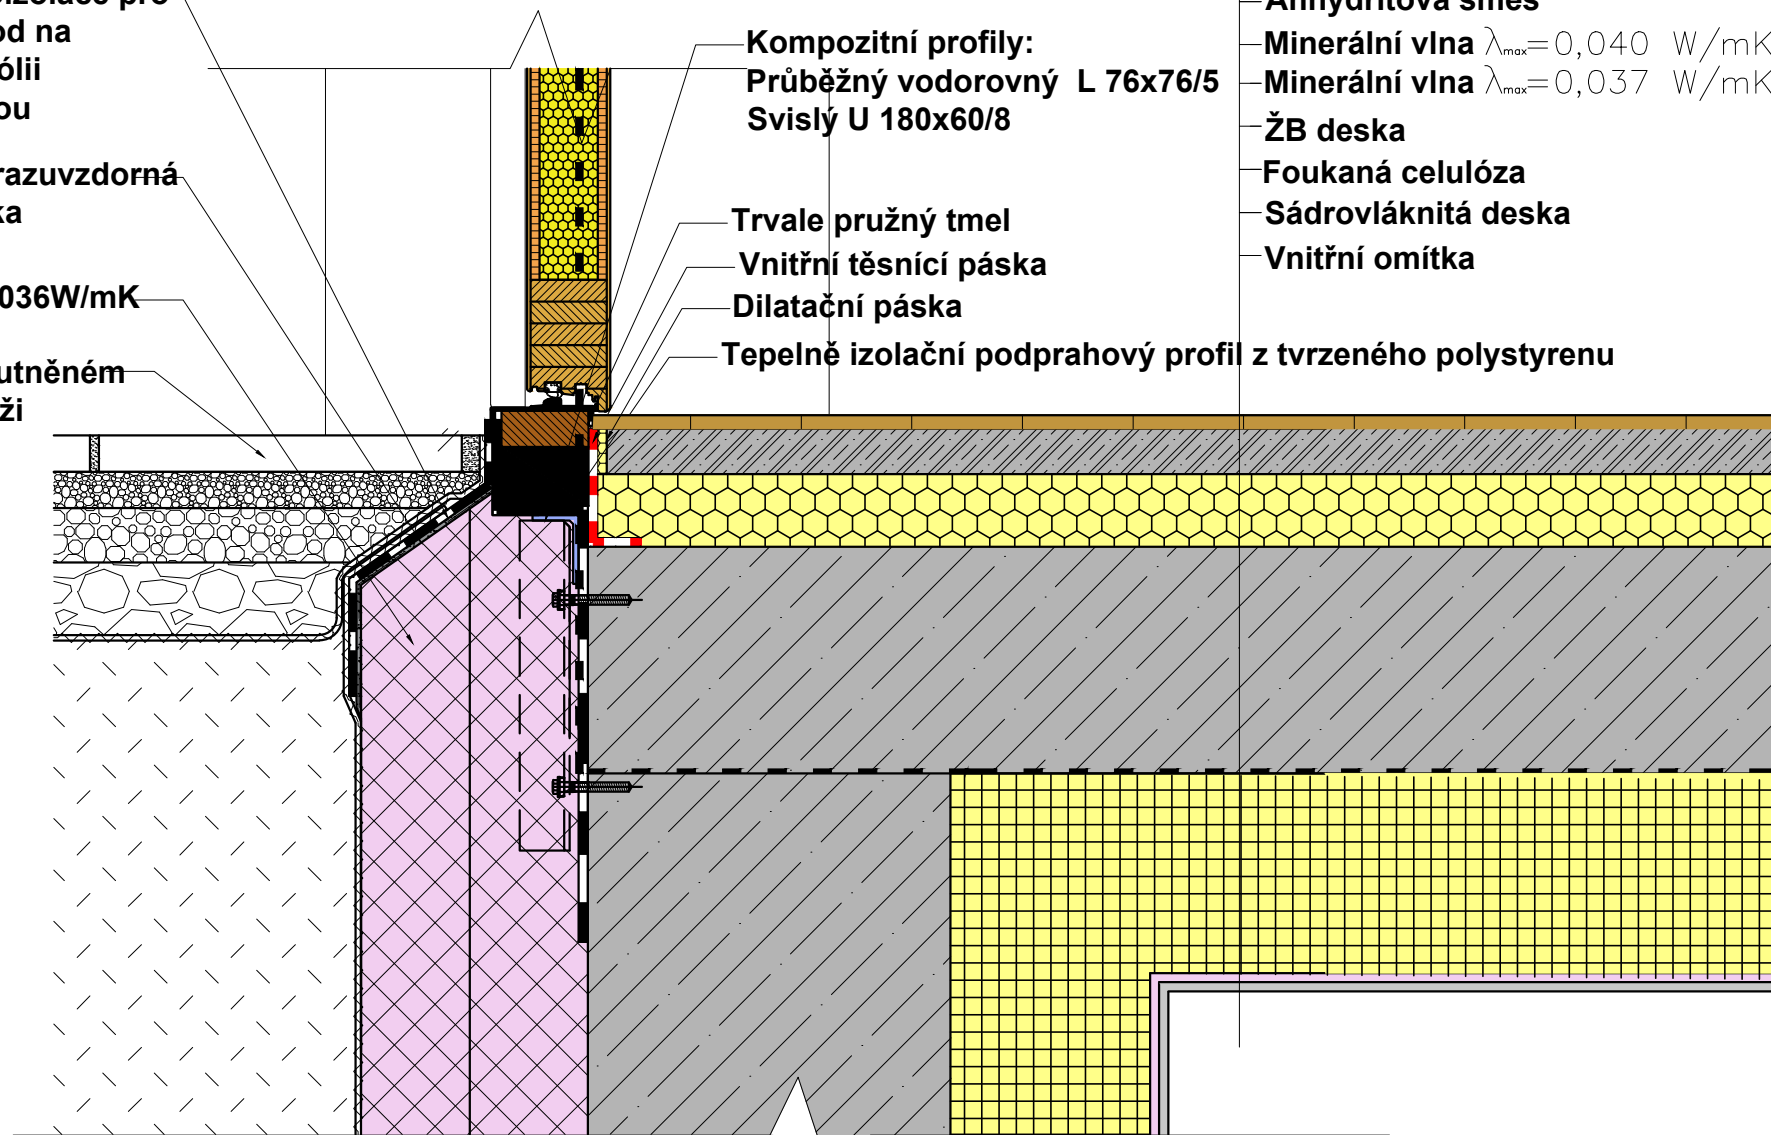 od na
ólii
ou
razuvzdorná
ka
036W/mK
utněném
ži
Kompozitní profily:
Průběžný vodorovný L 76x76/5
Svislý U 180x60/8
Trvale pružný tmel
Vnitřní těsnící páska
Dilatační páska
Tepelně izolační podprahový profil z tvrzeného polystyrenu
Anhydritová směs
Minerální vlna λmax=0,040 W/mK
Minerální vlna λmax=0,037 W/mK
ŽB deska
Foukaná celulóza
Sádrovláknitá deska
Vnitřní omítka